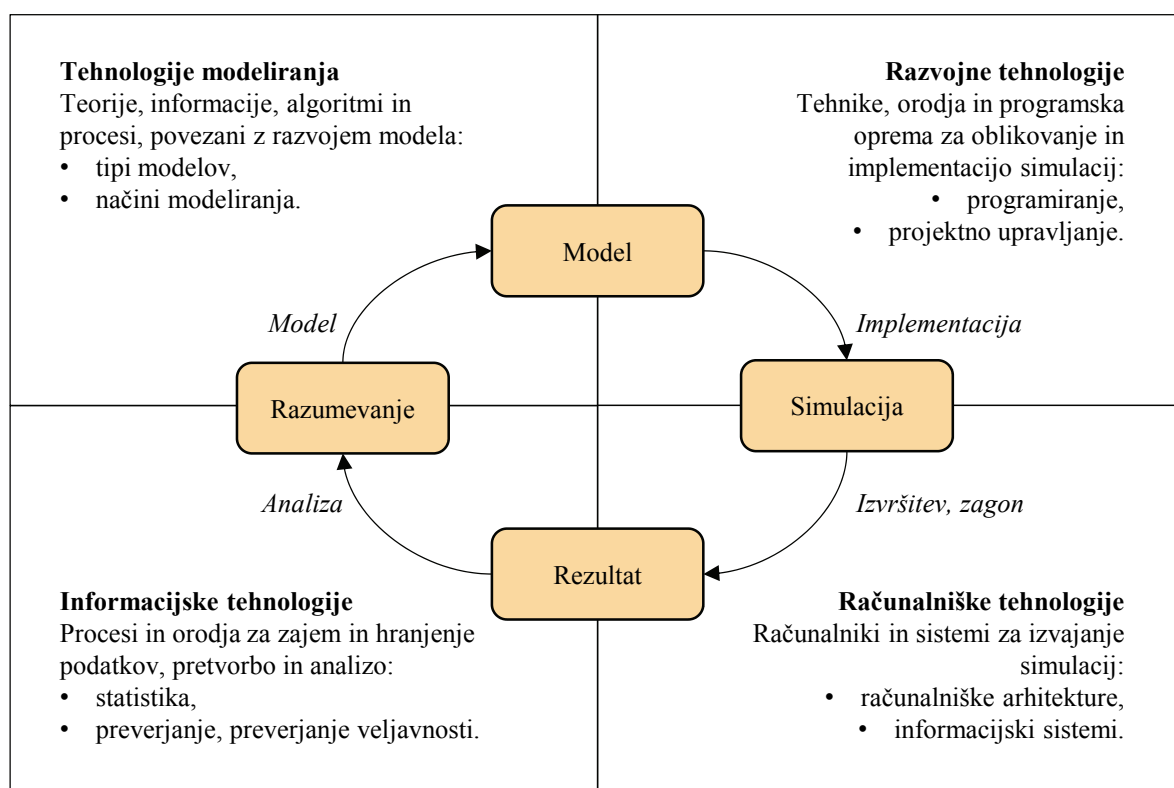 Tehnologije modeliranja
Teorije, informacije, algoritmi in
procesi, povezani z razvojem modela:
• tipi modelov,
• načini modeliranja.
Razvojne tehnologije
Tehnike, orodja in programska
oprema za oblikovanje in
implementacijo simulacij:
• programiranje,
• projektno upravljanje.
Model
Model
Implementacija
Razumevanje
Simulacija
Analiza
Izvršitev, zagon
Rezultat
Informacijske tehnologije
Procesi in orodja za zajem in hranjenje
podatkov, pretvorbo in analizo:
• statistika,
• preverjanje, preverjanje veljavnosti.
Računalniške tehnologije
Računalniki in sistemi za izvajanje
simulacij:
• računalniške arhitekture,
• informacijski sistemi.